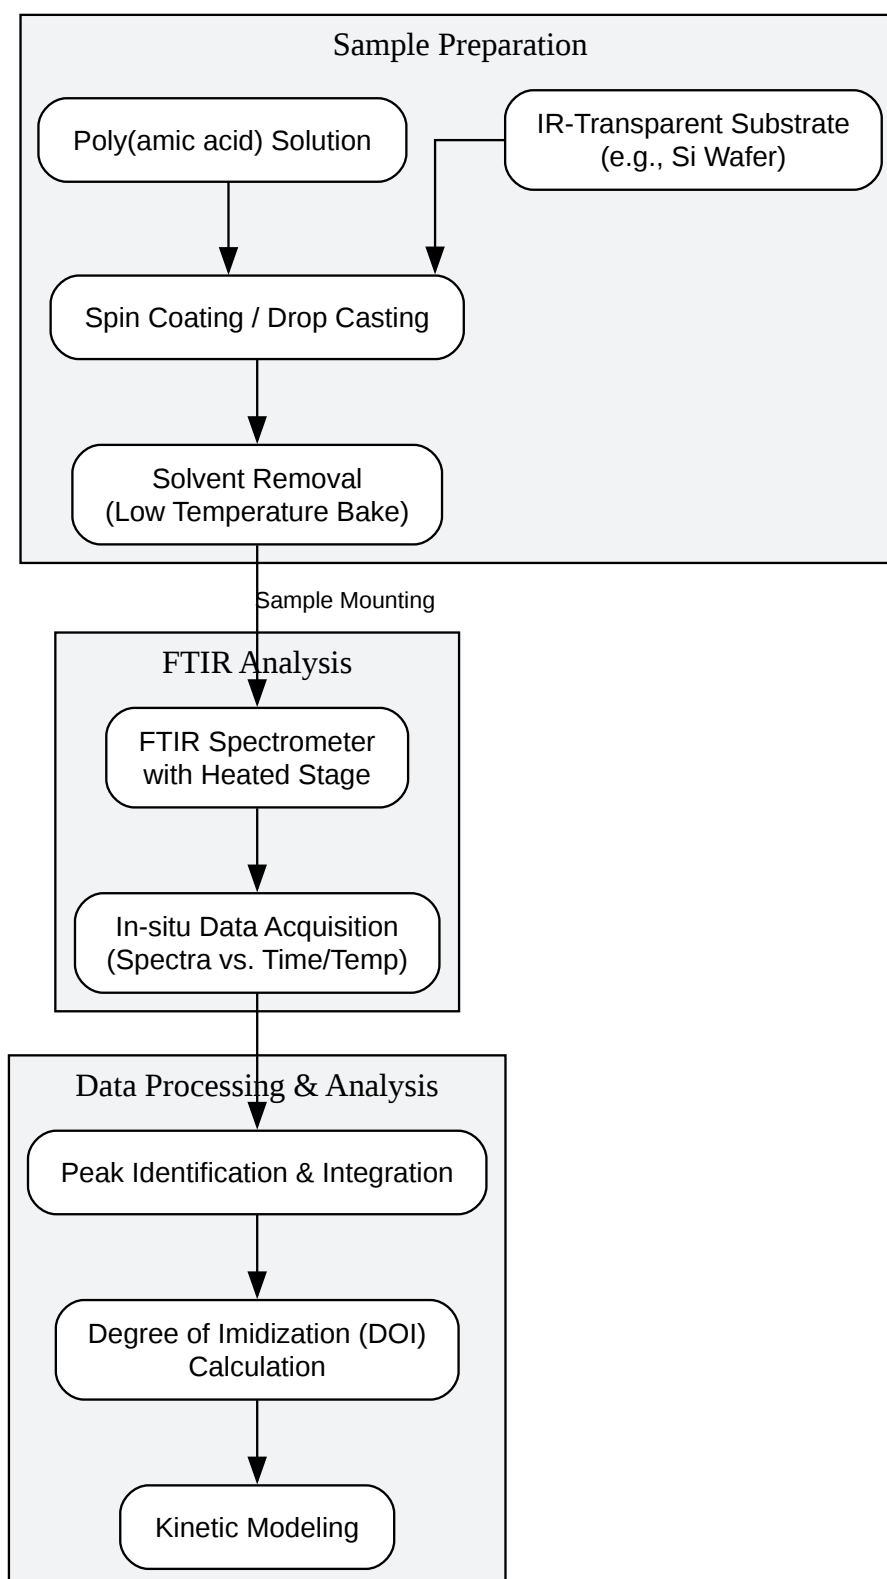 Sample Preparation
Poly(amic acid) Solution
IR-Transparent Substrate
(e.g., Si Wafer)
Spin Coating / Drop Casting
Solvent Removal
(Low Temperature Bake)
Sample Mounting
FTIR Analysis
FTIR Spectrometer
with Heated Stage
In-situ Data Acquisition
(Spectra vs. Time/Temp)
Data Processing & Analysis
Peak Identification & Integration
Degree of Imidization (DOI)
Calculation
Kinetic Modeling